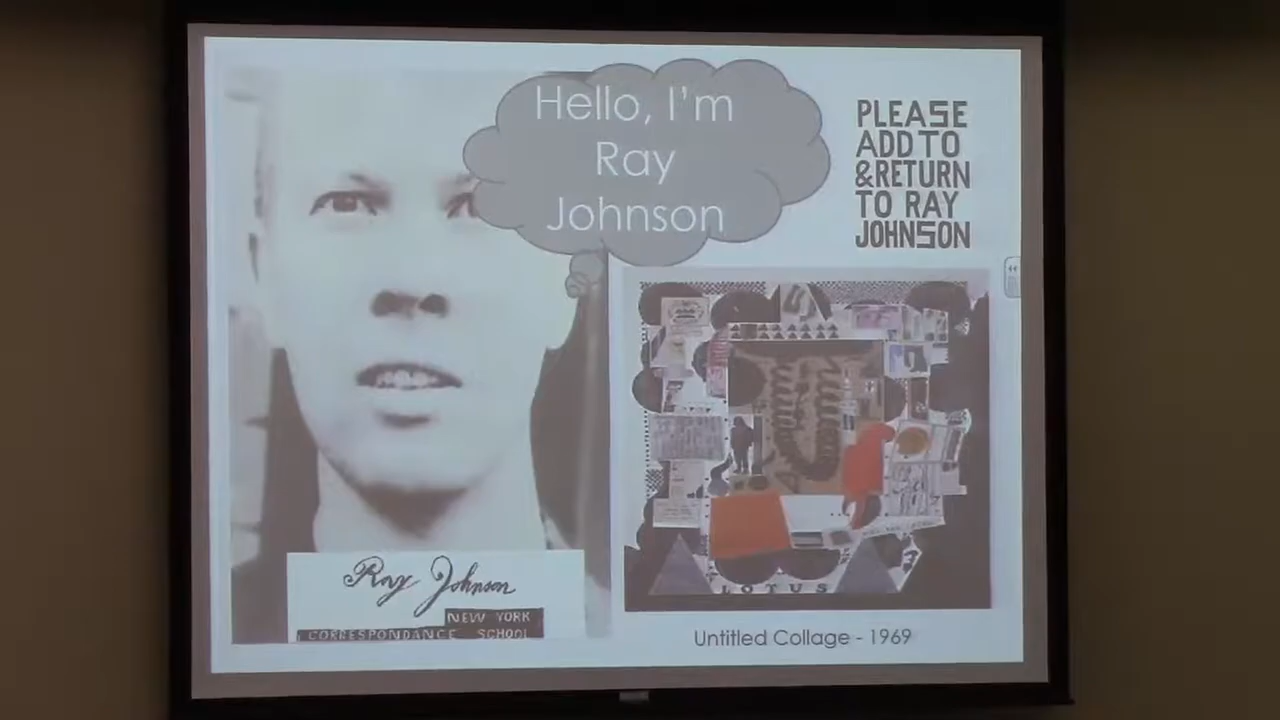 Hello, I'm
Ray
Johnson
PLEASE
ADD TO
&RETURN
TO RAY
JOHNSON
Ray Johnson
NEW YORK
CORRESPONDANCE SCHOOL
LOTUS
Untitled Collage - 1969